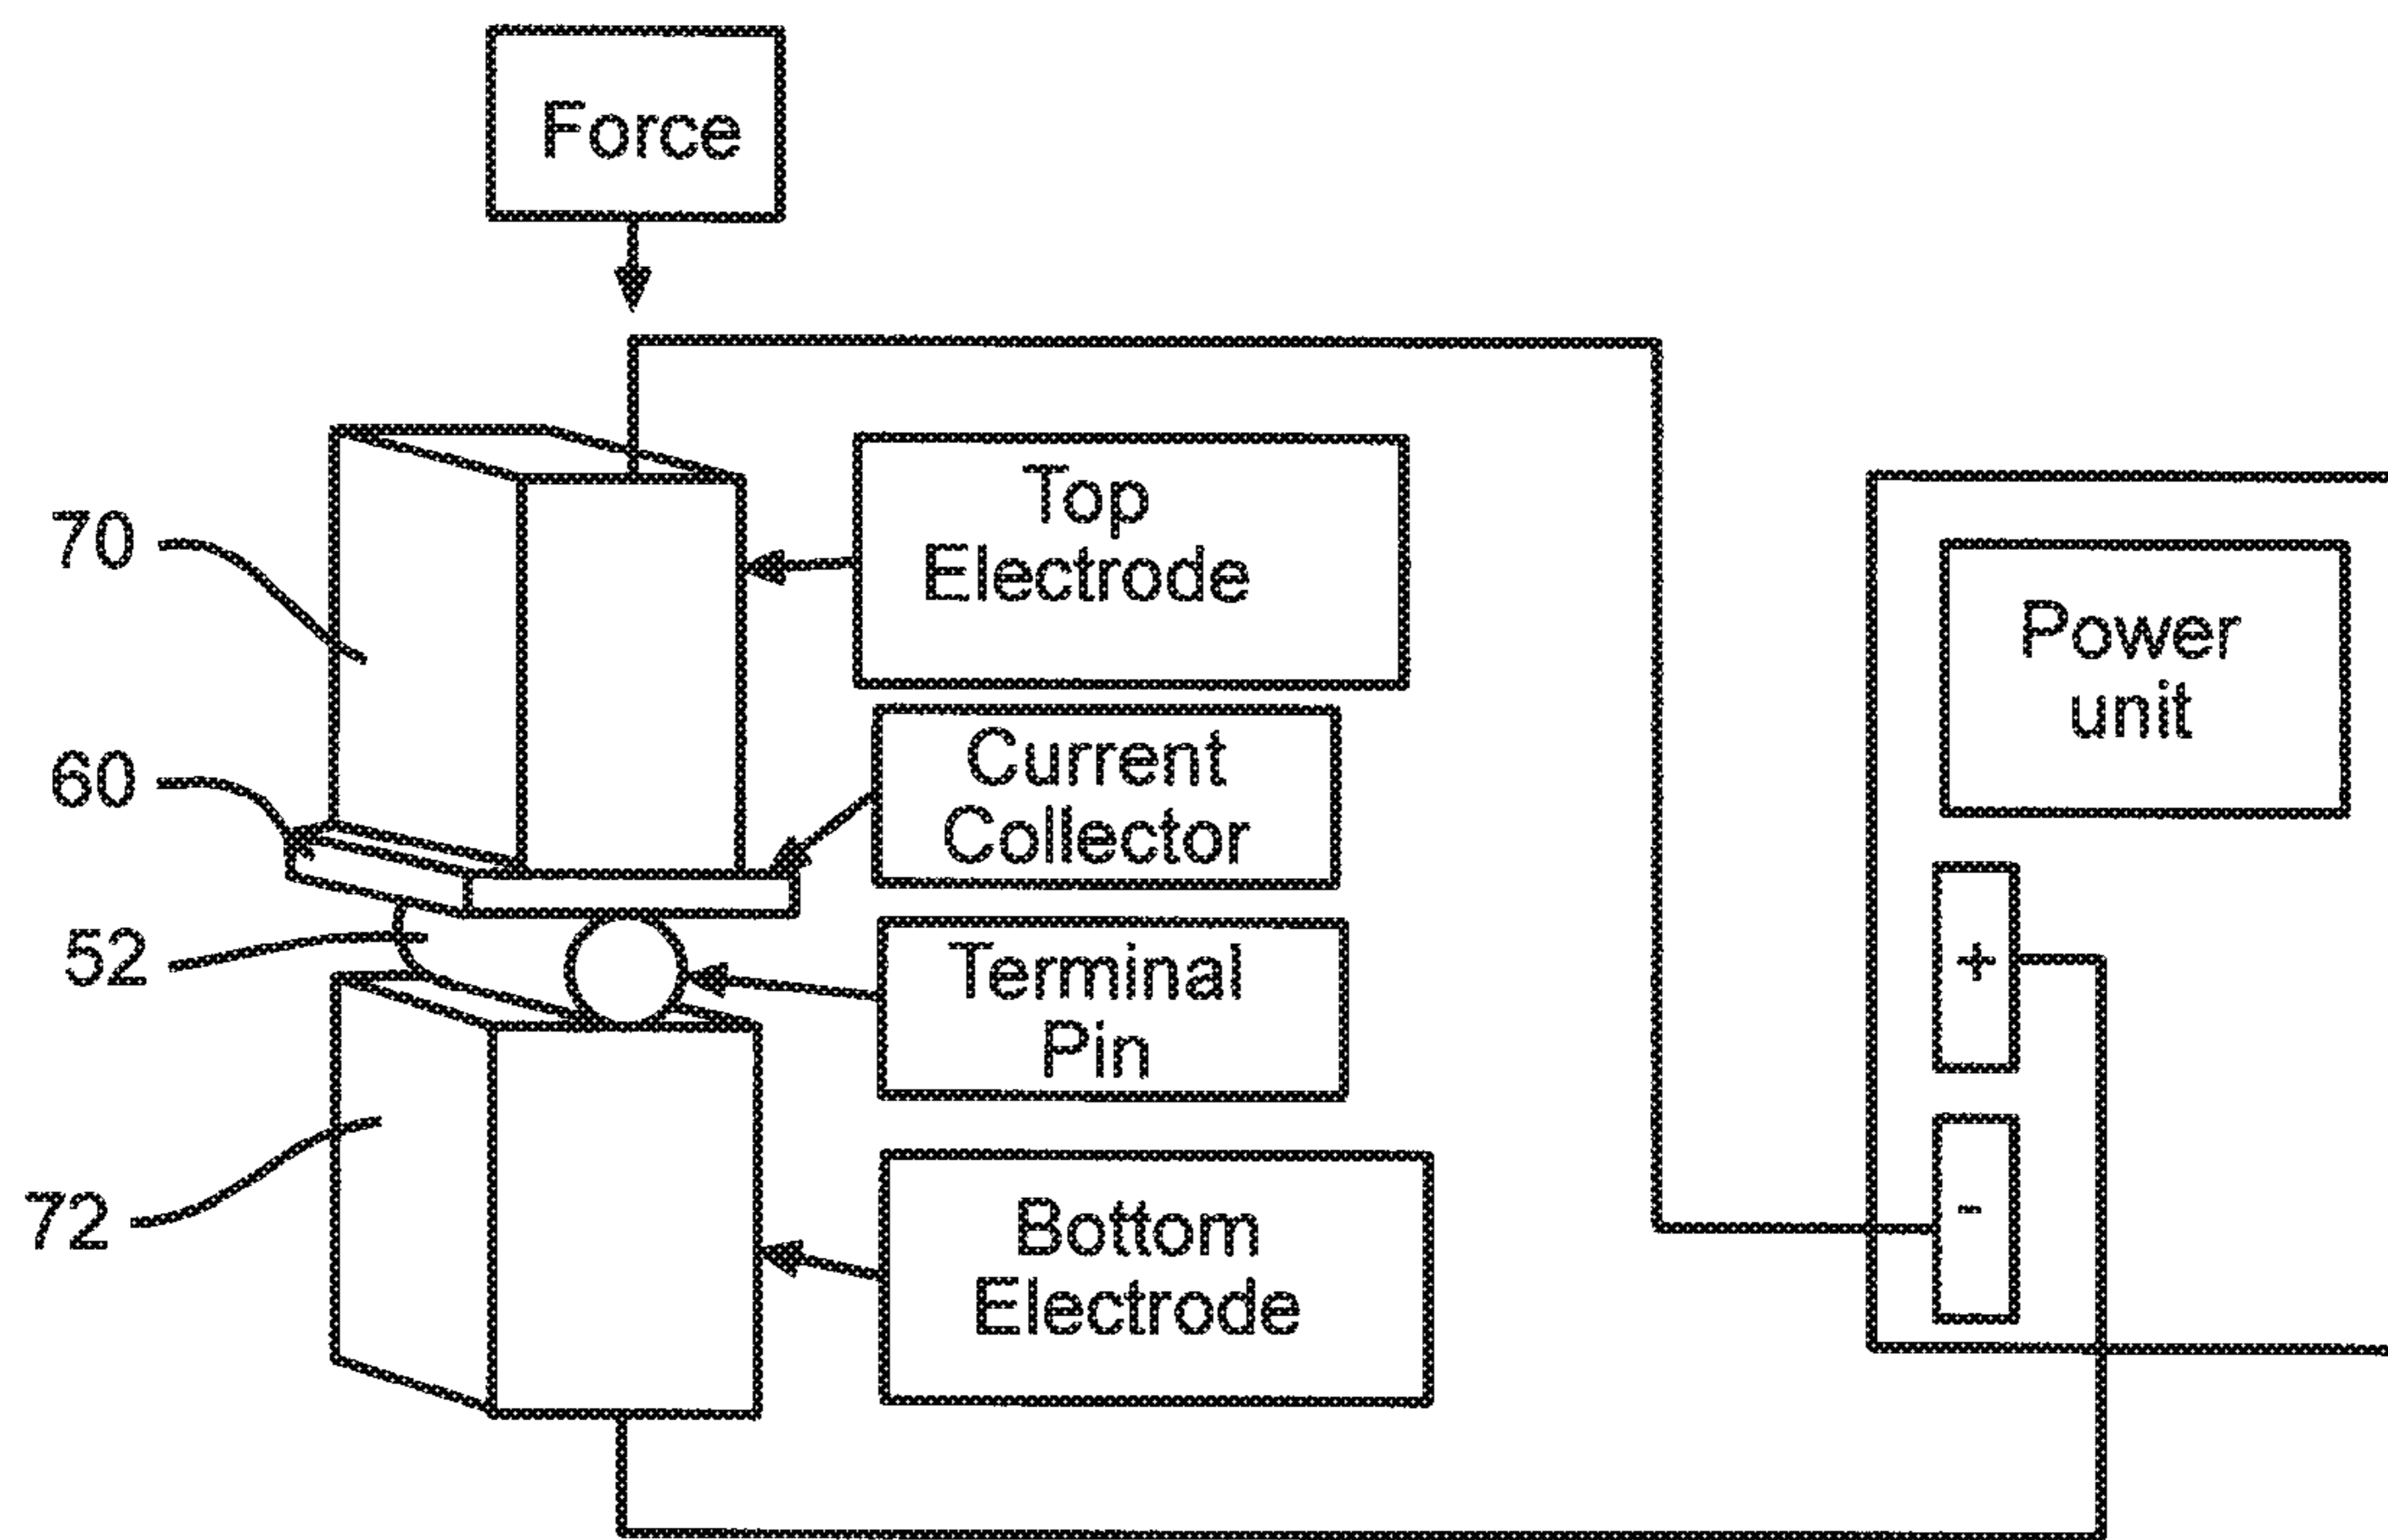 Force
70
Top
Electrode
Power
unit
60
Current
Collector
52
Terminal
Pin
+
-
72
Bottom
Electrode